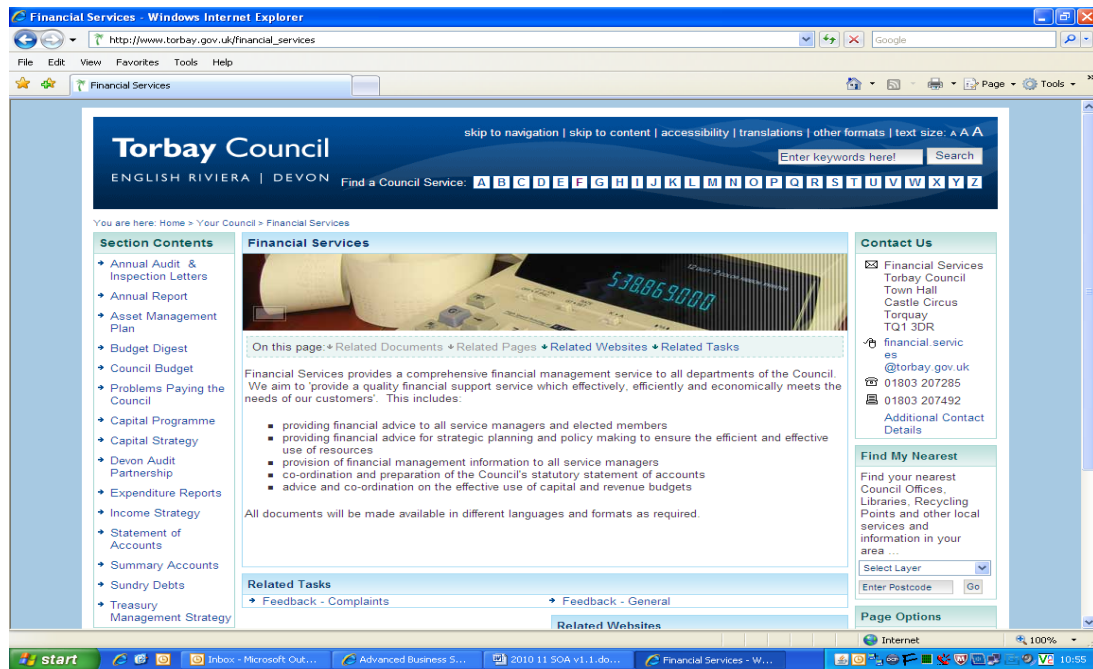 Financial Services - Windows Internet Explorer
http://www.torbay.gov.uk/financial_services
Google
File Edit View Favorites Tools Help
Financial Services
Page Tools
skip to navigation | skip to content | accessibility | translations | other formats | text size: A A A
Torbay Council
ENGLISH RIVIERA | DEVON
Enter keywords here! Search
Find a Council Service: A B C D E F G H I J K L M N O P Q R S T U V W X Y Z
You are here: Home > Your Council > Financial Services
Section Contents
Annual Audit &
Inspection Letters
Annual Report
Asset Management
Plan
Budget Digest
Council Budget
Problems Paying the
Council
Capital Programme
Capital Strategy
Devon Audit
Partnership
Expenditure Reports
Income Strategy
Statement of
Accounts
Summary Accounts
Sundry Debts
Treasury
Management Strategy
Financial Services
538,869.000
On this page: Related Documents Related Pages Related Websites Related Tasks
Financial Services provides a comprehensive financial management service to all departments of the Council.
We aim to 'provide a quality financial support service which effectively, efficiently and economically meets the
needs of our customers'. This includes:
providing financial advice to all service managers and elected members
providing financial advice for strategic planning and policy making to ensure the efficient and effective
use of resources
provision of financial management information to all service managers
co-ordination and preparation of the Council's statutory statement of accounts
advice and co-ordination on the effective use of capital and revenue budgets
All documents will be made available in different languages and formats as required.
Related Tasks
Feedback - Complaints
Feedback - General
Related Websites
Contact Us
Financial Services
Torbay Council
Town Hall
Castle Circus
Torquay
TQ1 3DR
financial.servic
es
@torbay.gov.uk
01803 207285
01803 207492
Additional Contact
Details
Find My Nearest
Find your nearest
Council Offices,
Libraries, Recycling
Points and other local
services and
information in your
area ...
Select Layer
Enter Postcode Go
Page Options
Internet 100%
start
Inbox - Microsoft Out...
Advanced Business S...
2010 11 SOA v1.1.do...
Financial Services - W...
10:55